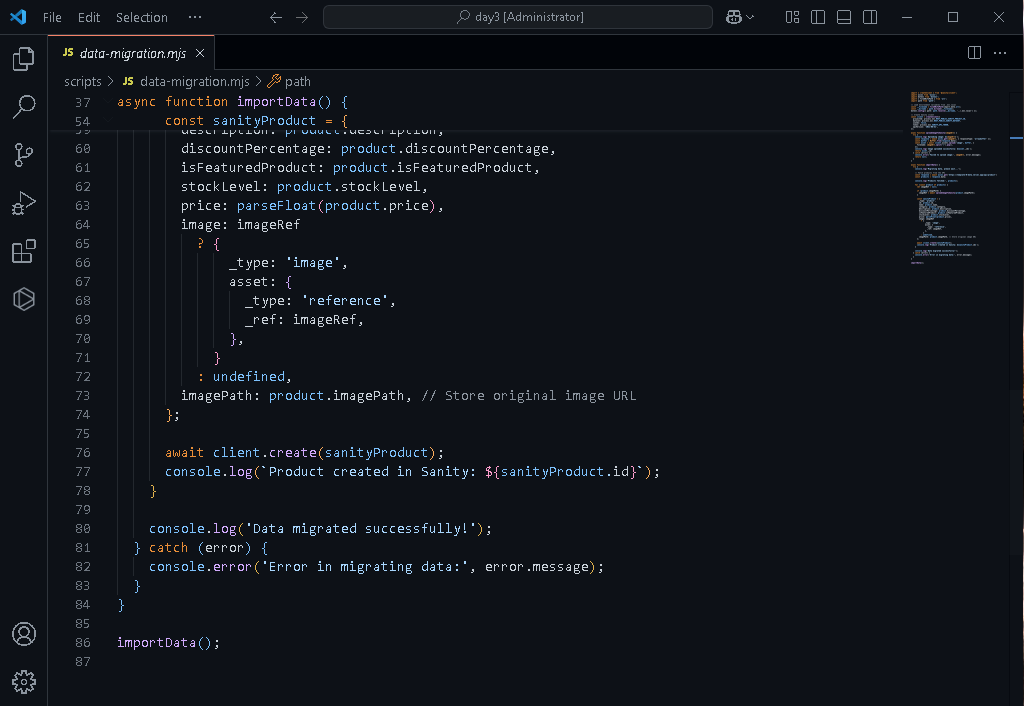 File Edit Selection ··· day3 [Administrator]
JS data-migration.mjs
scripts > JS data-migration.mjs > path
37 async function importData() {
54 const sanityProduct = {
59 description: product.description,
60 discountPercentage: product.discountPercentage,
61 isFeaturedProduct: product.isFeaturedProduct,
62 stockLevel: product.stockLevel,
63 price: parseFloat(product.price),
64 image: imageRef
65 ? {
66 _type: 'image',
67 asset: {
68 _type: 'reference',
69 _ref: imageRef,
70 },
71 }
72 : undefined,
73 imagePath: product.imagePath, // Store original image URL
74 };
75
76 await client.create(sanityProduct);
77 console.log(`Product created in Sanity: ${sanityProduct.id}`);
78 }
79
80 console.log('Data migrated successfully!');
81 } catch (error) {
82 console.error('Error in migrating data:', error.message);
83 }
84 }
85
86 importData();
87